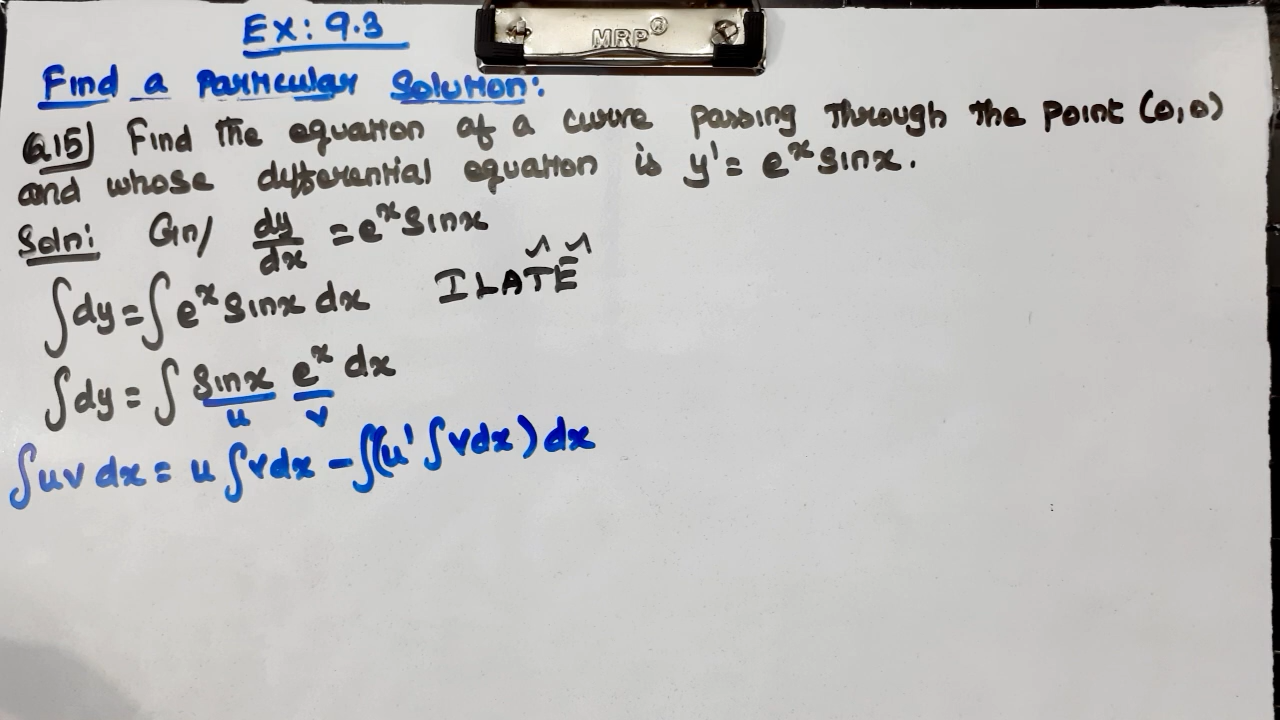 EX: 9.3
MRP®
Find a Particular Solution:
Q15) Find the equation of a curve passing through the point (0,0)
and whose differential equation is y' = e^x sinx.
Soln: Gn/ dy/dx = e^x sinx
∫dy = ∫ e^x sinx dx ILATE
∫dy = ∫ sinx e^x dx
u v
∫uv dx = u ∫vdx - ∫(u' ∫vdx) dx